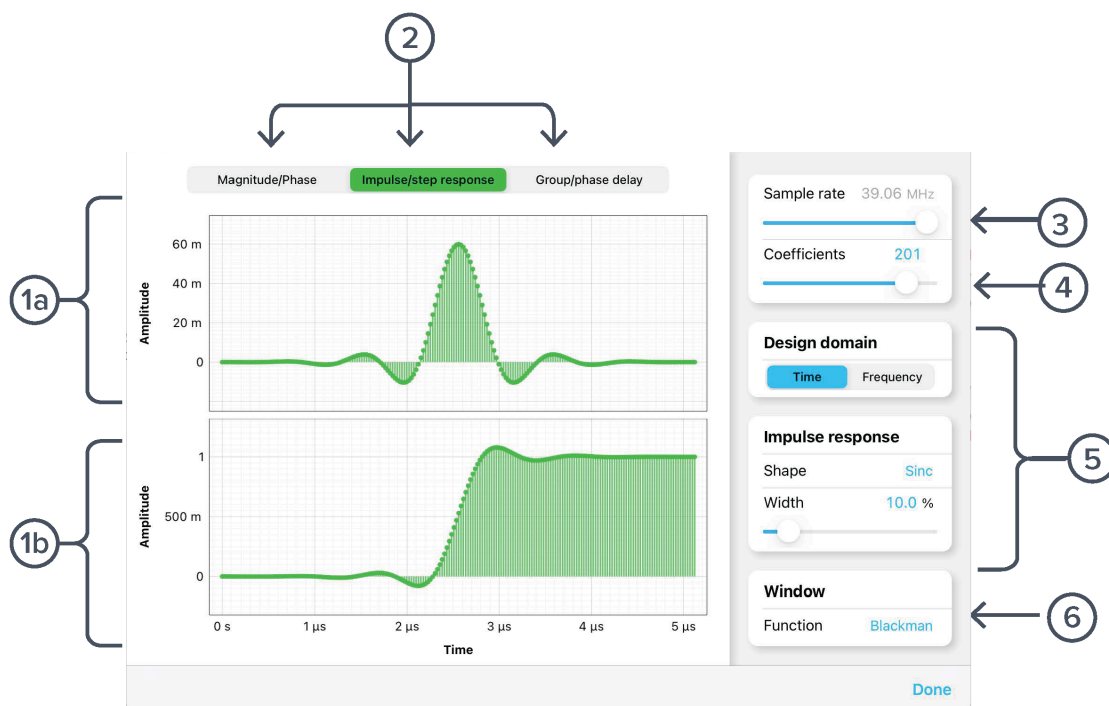 2
Magnitude/Phase Impulse/step response Group/phase delay
1a
Amplitude
60 m
40 m
20 m
0
1b
Amplitude
1
500 m
0
0 s 1 µs 2 µs 3 µs 4 µs 5 µs
Time
Sample rate 39.06 MHz
3
Coefficients 201
4
Design domain
Time Frequency
5
Impulse response
Shape Sinc
Width 10.0 %
Window
Function Blackman
6
Done